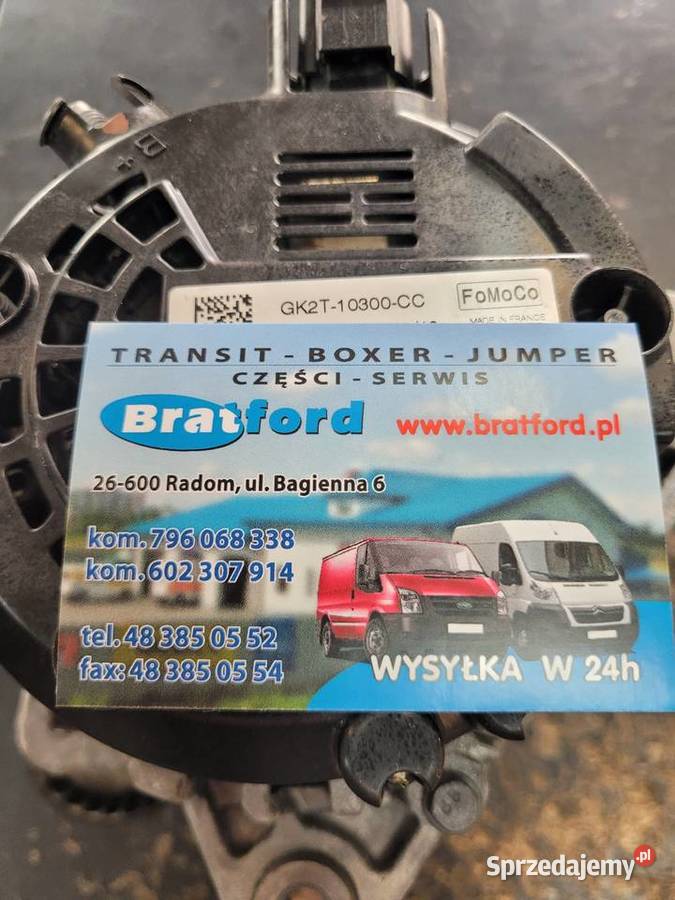 B+
GK2T-10300-CC
FoMoCo
MADE IN FRANCE
TRANSIT - BOXER - JUMPER
CZĘŚCI - SERWIS
Bratford
www.bratford.pl
26-600 Radom, ul. Bagienna 6
kom. 796 068 338
kom. 602 307 914
tel. 48 385 05 52
fax: 48 385 05 54
WYSYŁKA W 24h
Sprzedajemy.pl